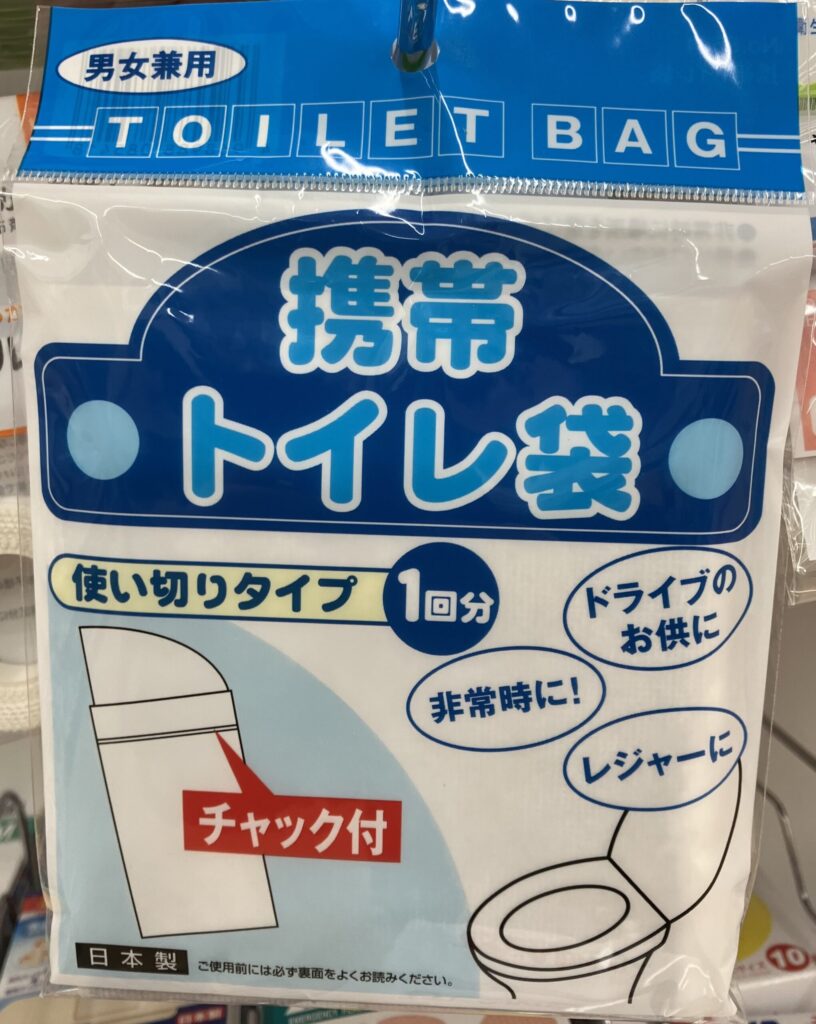 男女兼用
TOILET BAG
携帯
トイレ袋
使い切りタイプ
1回分
ドライブの
お供に
非常時に!
レジャーに
チャック付
日本製
ご使用前には必ず裏面をよくお読みください。